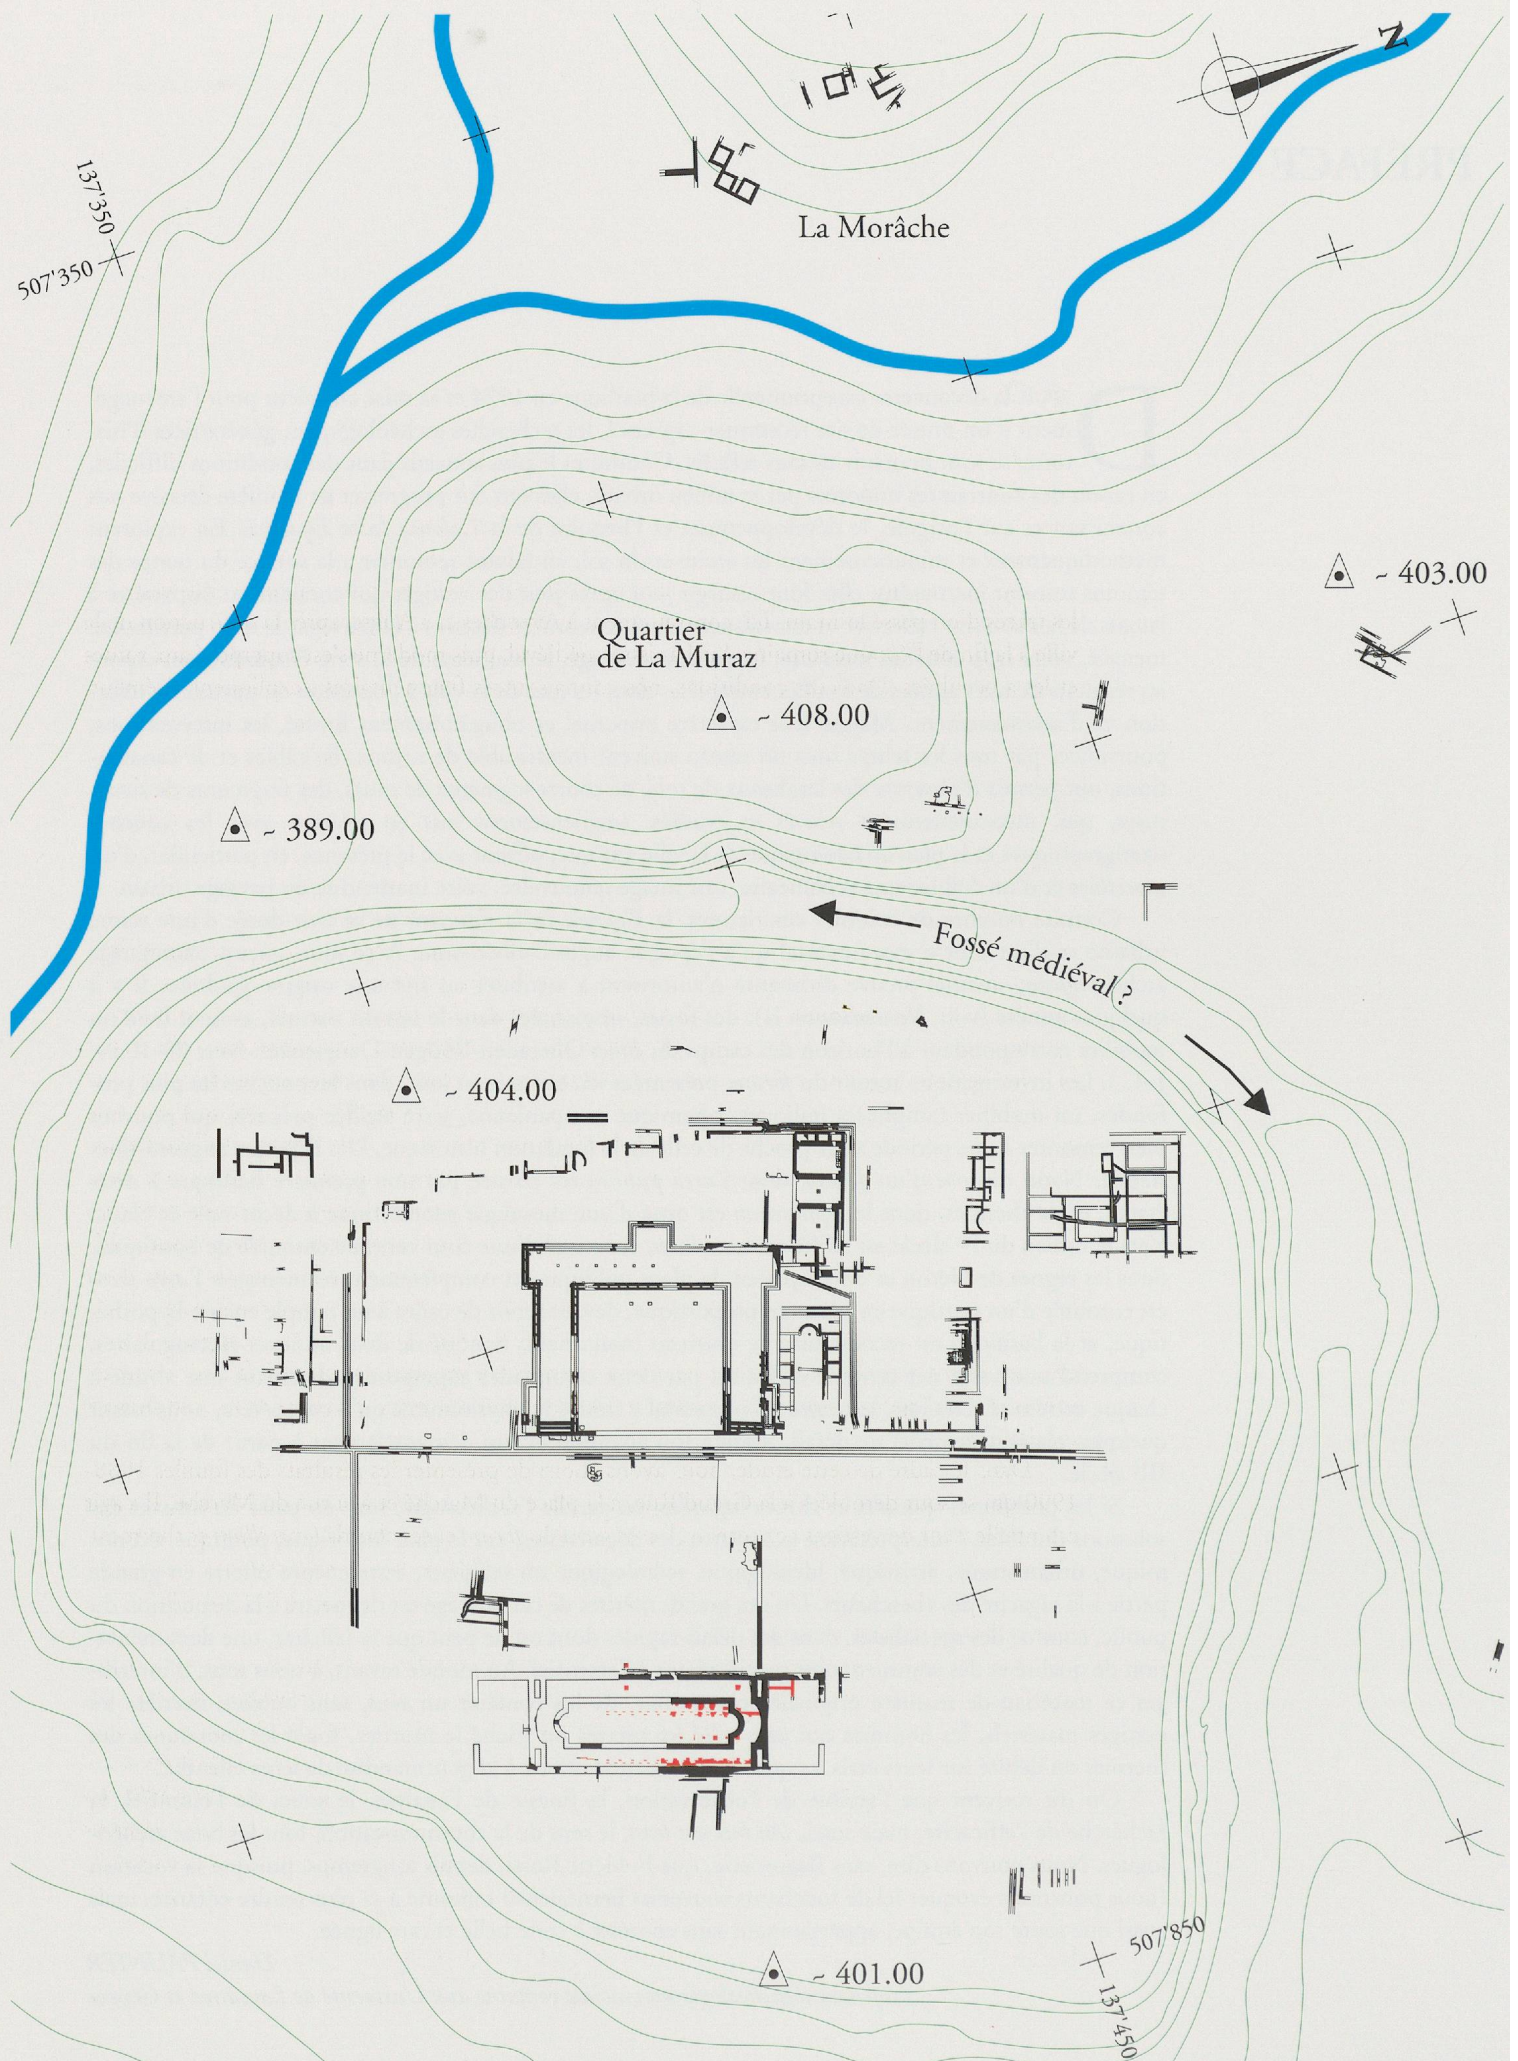 N
137'350
507'350
La Morâche
~ 403.00
Quartier
de La Muraz
~ 408.00
~ 389.00
Fossé médiéval ?
~ 404.00
507'850
~ 401.00
137'450